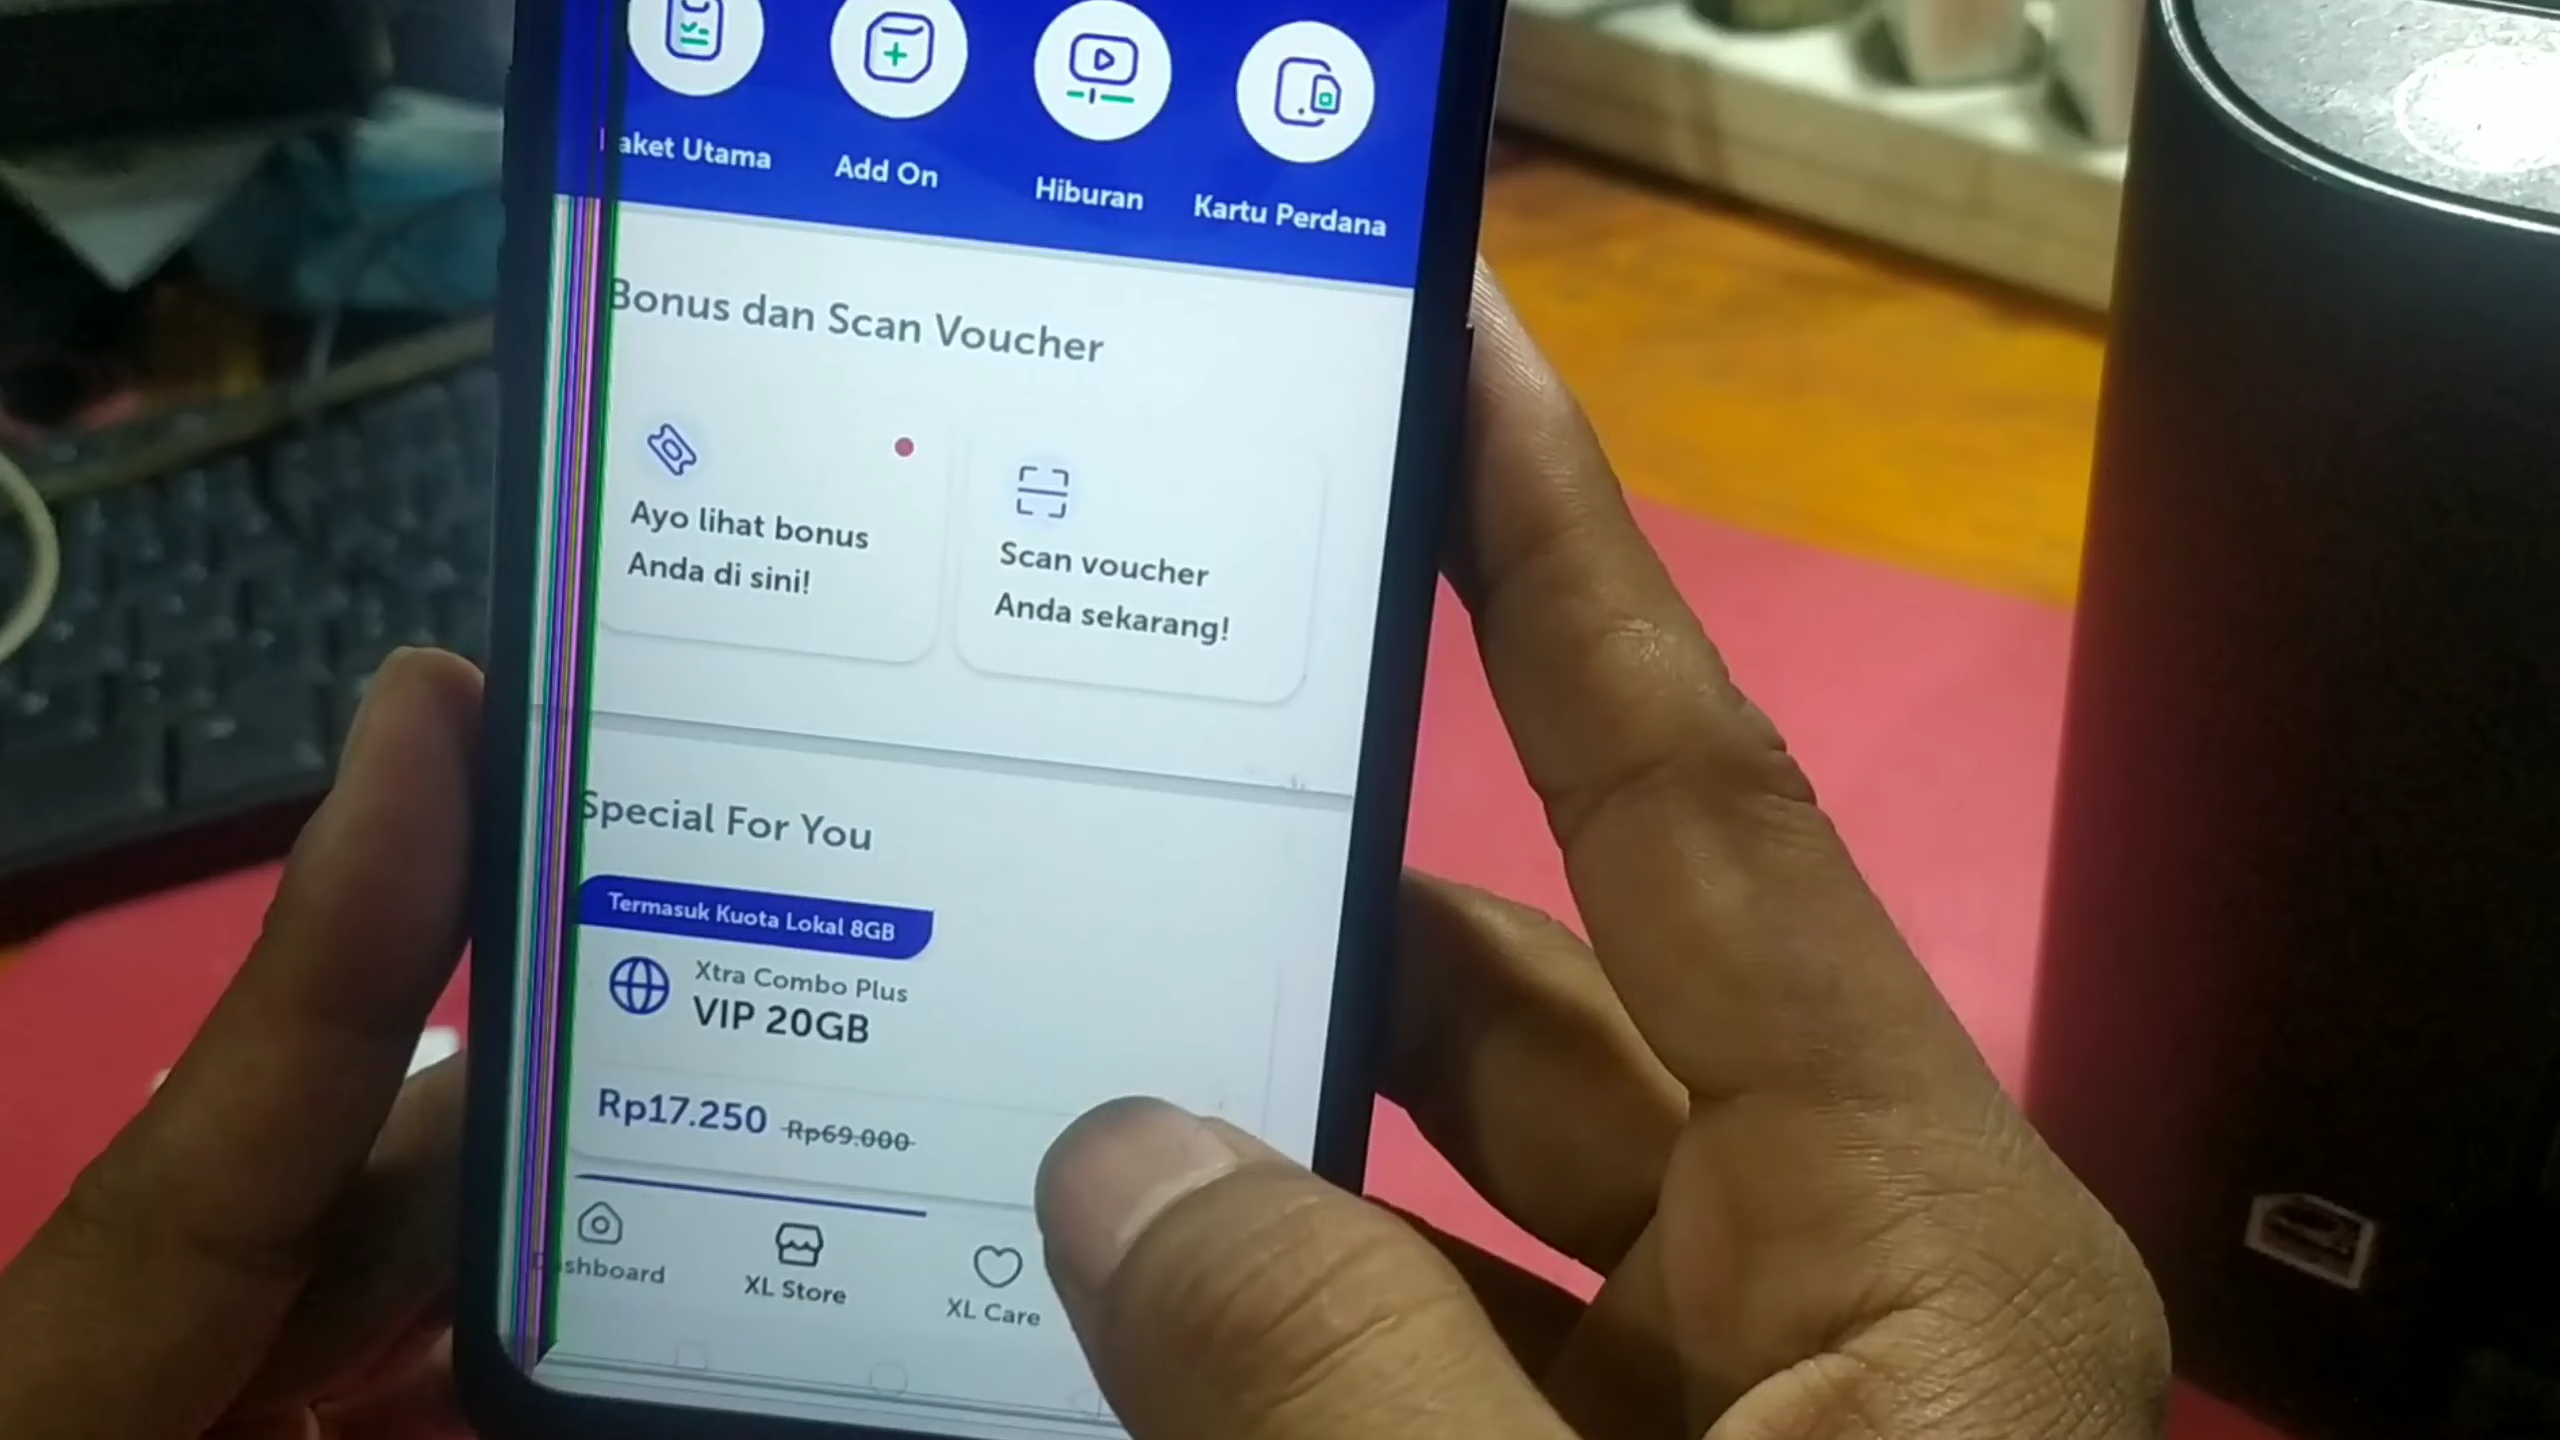 aket Utama
Add On
Hiburan
Kartu Perdana
Bonus dan Scan Voucher
Ayo lihat bonus
Anda di sini!
Scan voucher
Anda sekarang!
Special For You
Termasuk Kuota Lokal 8GB
Xtra Combo Plus
VIP 20GB
Rp17.250 Rp69.000
shboard
XL Store
XL Care